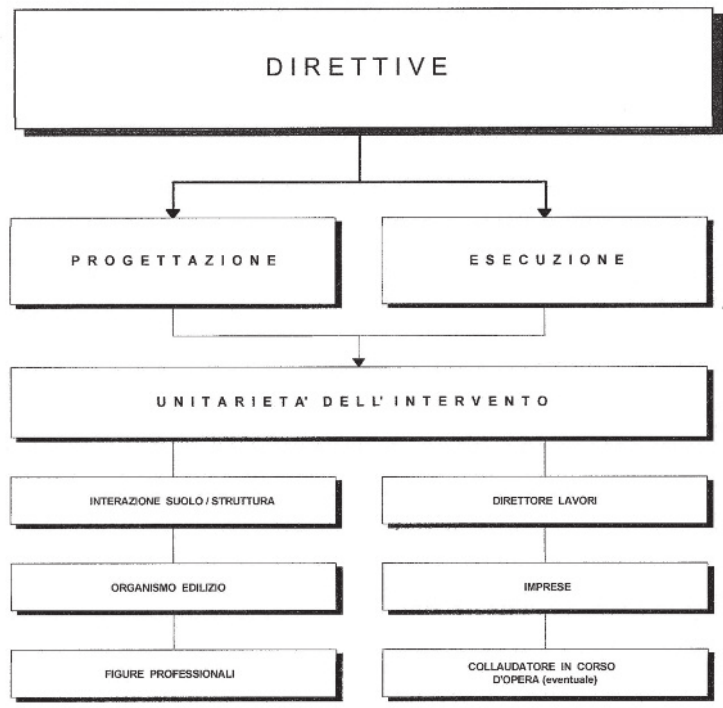 DIRETTIVE
PROGETTAZIONE
ESECUZIONE
UNITARIETA' DELL'INTERVENTO
INTERAZIONE SUOLO / STRUTTURA
DIRETTORE LAVORI
ORGANISMO EDILIZIO
IMPRESE
FIGURE PROFESSIONALI
COLLAUDATORE IN CORSO
D'OPERA (eventuale)